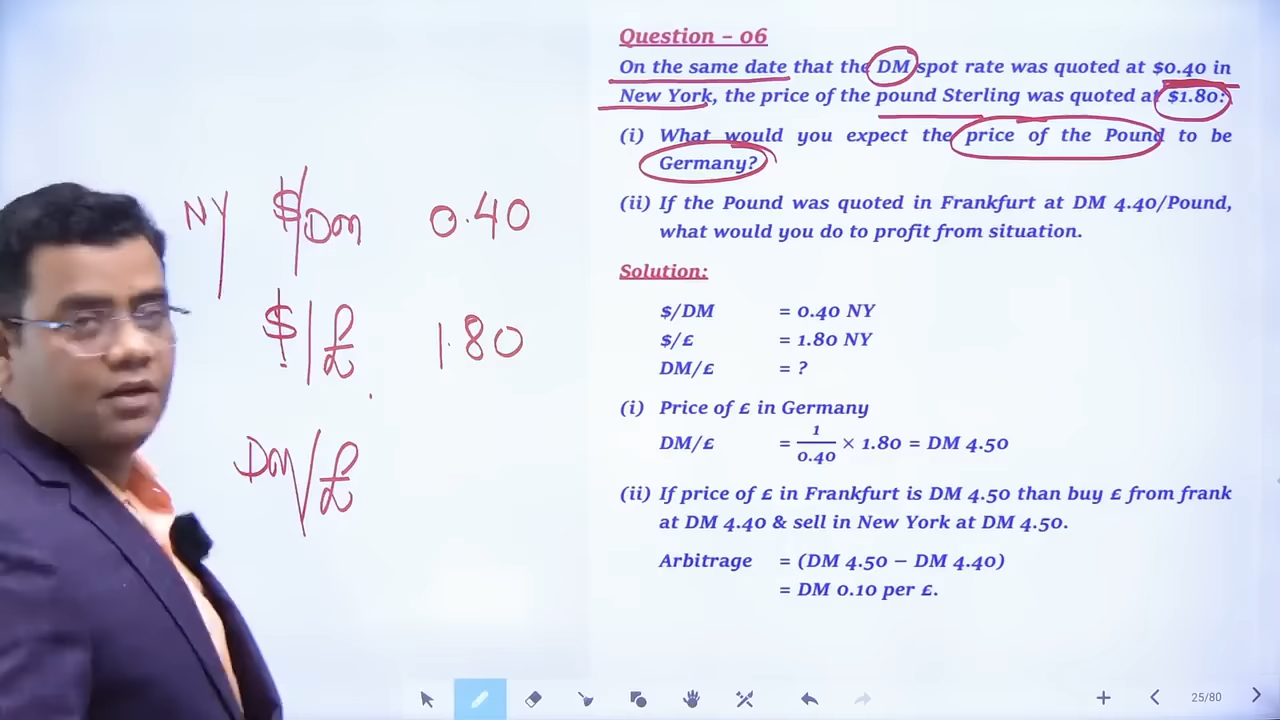 Question – 06
On the same date that the DM spot rate was quoted at $0.40 in
New York, the price of the pound Sterling was quoted at $1.80:
(i) What would you expect the price of the Pound to be
Germany?
(ii) If the Pound was quoted in Frankfurt at DM 4.40/Pound,
what would you do to profit from situation.
Solution:
$/DM = 0.40 NY
$/£ = 1.80 NY
DM/£ = ?
(i) Price of £ in Germany
DM/£ = 1/0.40 × 1.80 = DM 4.50
(ii) If price of £ in Frankfurt is DM 4.50 than buy £ from frank
at DM 4.40 & sell in New York at DM 4.50.
Arbitrage = (DM 4.50 – DM 4.40)
= DM 0.10 per £.
NY $/DM 0.40
$/£ 1.80
DM/£
25/80